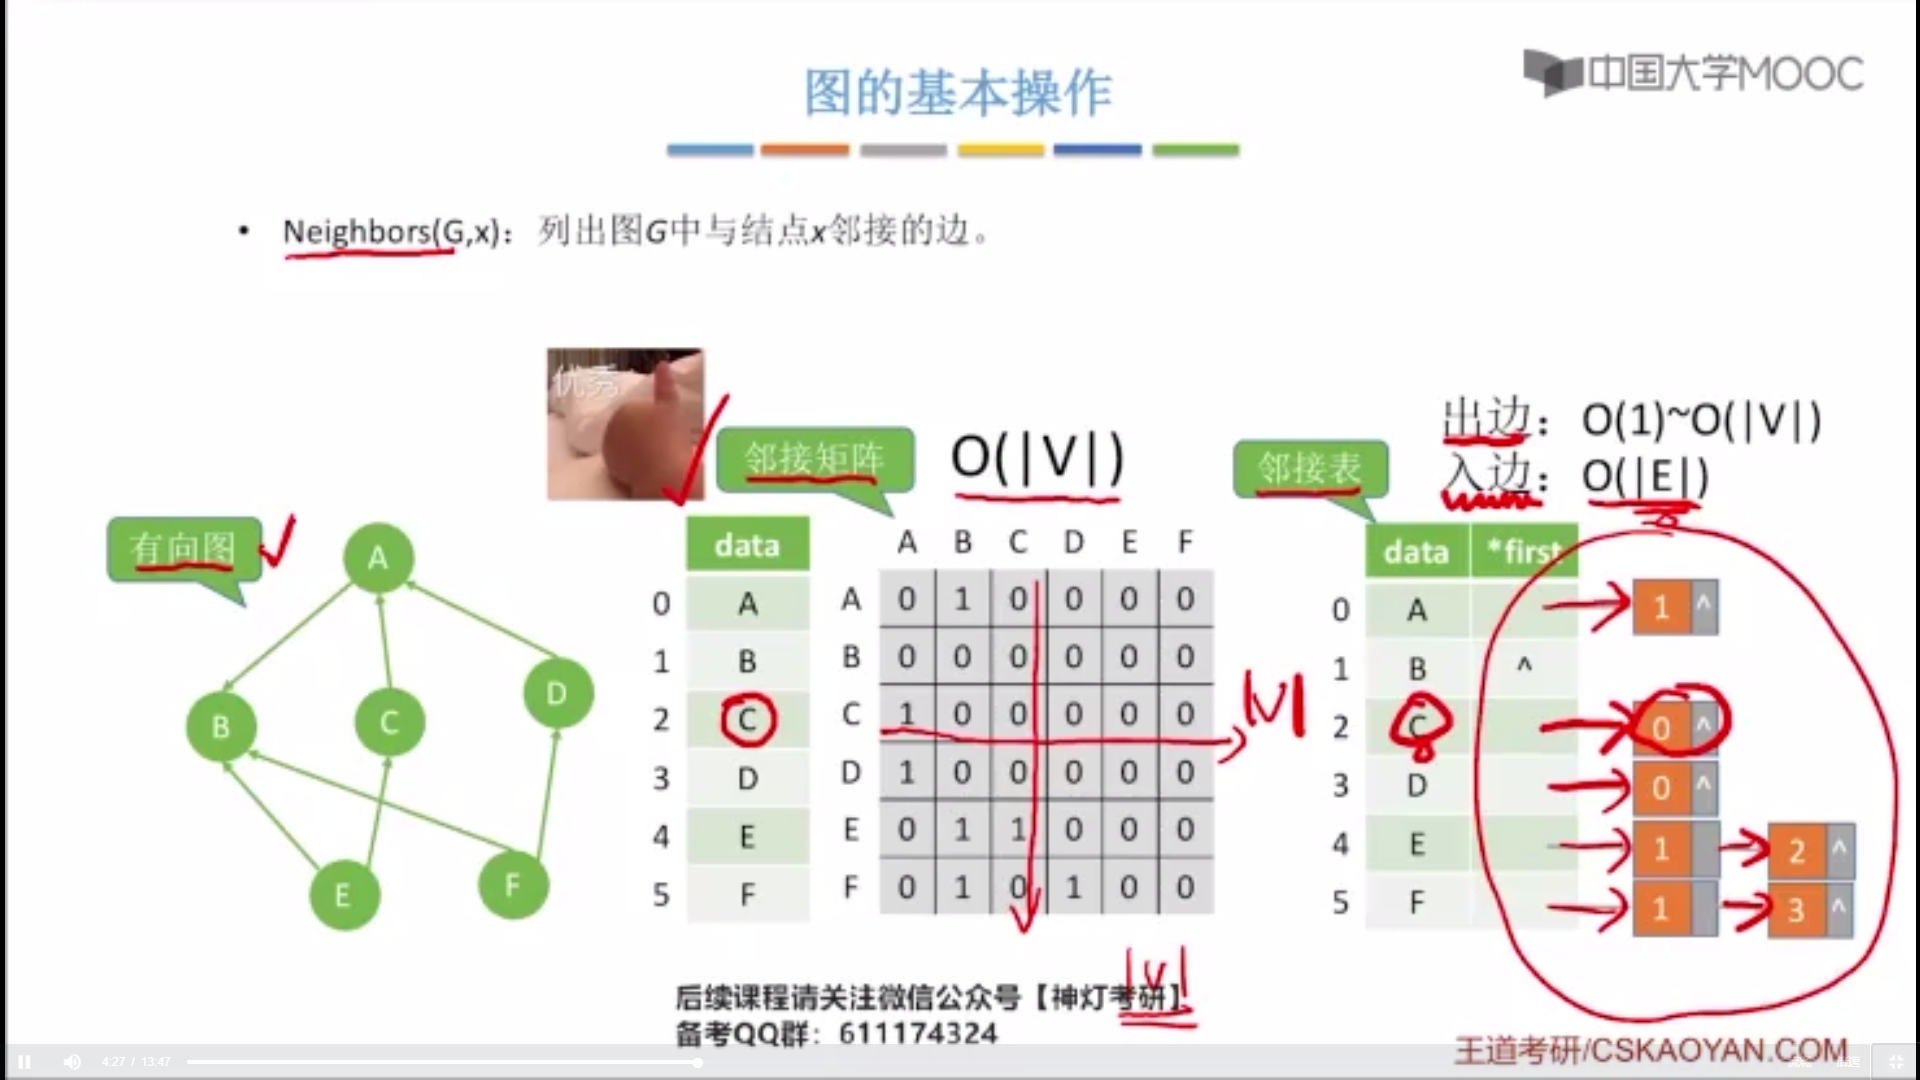 中国大学MOOC
图的基本操作
• Neighbors(G,x)：列出图G中与结点x邻接的边。
优秀
出边：O(1)~O(|V|)
入边：O(|E|)
邻接矩阵 O(|V|)
邻接表
有向图
A
B C D
E F
data
0 A
1 B
2 C
3 D
4 E
5 F
A B C D E F
A 0 1 0 0 0 0
B 0 0 0 0 0 0
C 1 0 0 0 0 0
D 1 0 0 0 0 0
E 0 1 1 0 0 0
F 0 1 0 1 0 0
|V|
|V|
data *first
0 A 1 ^
1 B ^
2 C 0 ^
3 D 0 ^
4 E 1 2 ^
5 F 1 3 ^
后续课程请关注微信公众号【神灯考研】
备考QQ群：611174324
王道考研/CSKAOYAN.COM
4:27 / 13:47